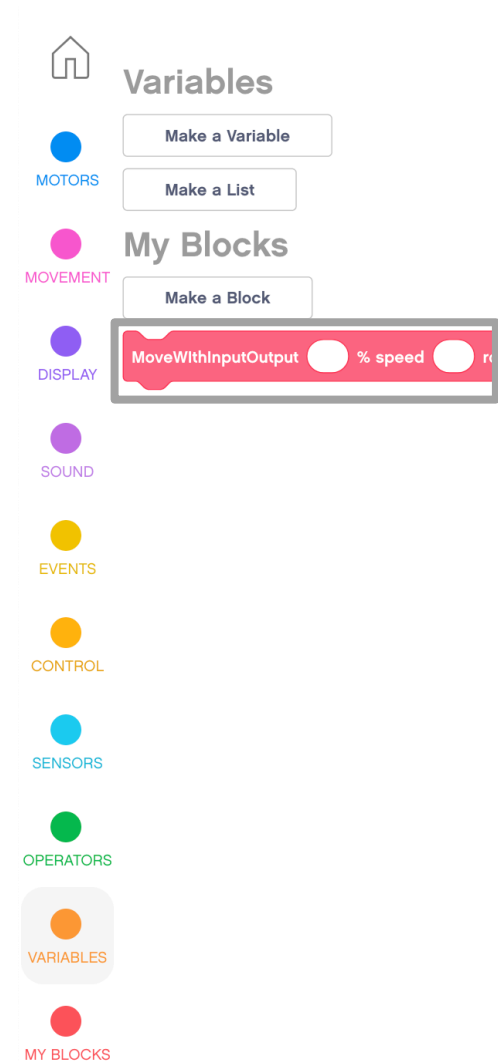 Variables
Make a Variable
Make a List
My Blocks
Make a Block
MoveWIthInputOutput % speed
MOTORS
MOVEMENT
DISPLAY
SOUND
EVENTS
CONTROL
SENSORS
OPERATORS
VARIABLES
MY BLOCKS